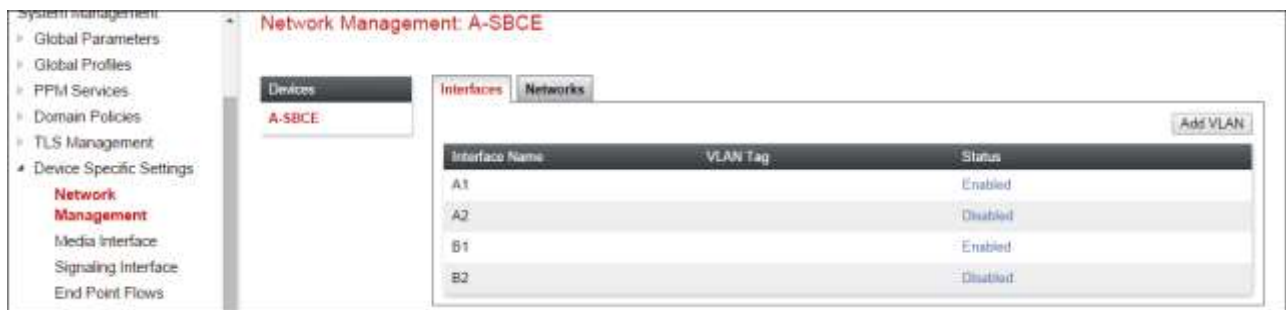 System Management
Network Management: A-SBCE
Global Parameters
Global Profiles
PPM Services
Domain Policies
TLS Management
Device Specific Settings
Network
Management
Media Interface
Signaling Interface
End Point Flows
Devices
A-SBCE
Interfaces Networks
Add VLAN
Interface Name VLAN Tag Status
A1 Enabled
A2 Disabled
B1 Enabled
B2 Disabled